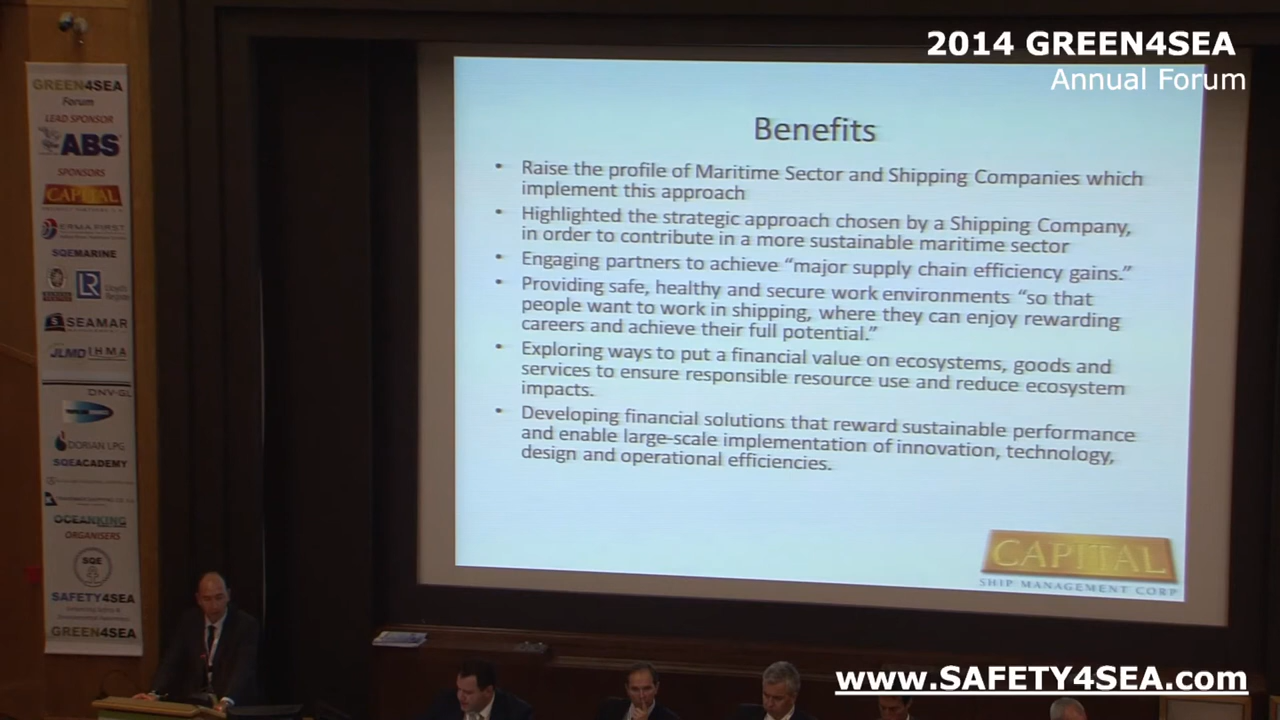 2014 GREEN4SEA
Annual Forum
GREEN4SEA
Forum
LEAD SPONSOR
ABS
SPONSORS
CAPITAL
ERMA FIRST
SQEMARINE
LR
Lloyd's
Register
SEAMAR
JLMD
IHMA
DNV·GL
DORIAN LPG
SQEACADEMY
OCEANKING
ORGANISERS
SQE
SAFETY4SEA
GREEN4SEA
Benefits
• Raise the profile of Maritime Sector and Shipping Companies which
implement this approach
• Highlighted the strategic approach chosen by a Shipping Company,
in order to contribute in a more sustainable maritime sector
• Engaging partners to achieve “major supply chain efficiency gains.”
• Providing safe, healthy and secure work environments “so that
people want to work in shipping, where they can enjoy rewarding
careers and achieve their full potential.”
• Exploring ways to put a financial value on ecosystems, goods and
services to ensure responsible resource use and reduce ecosystem
impacts.
• Developing financial solutions that reward sustainable performance
and enable large-scale implementation of innovation, technology,
design and operational efficiencies.
CAPITAL
SHIP MANAGEMENT CORP
www.SAFETY4SEA.com